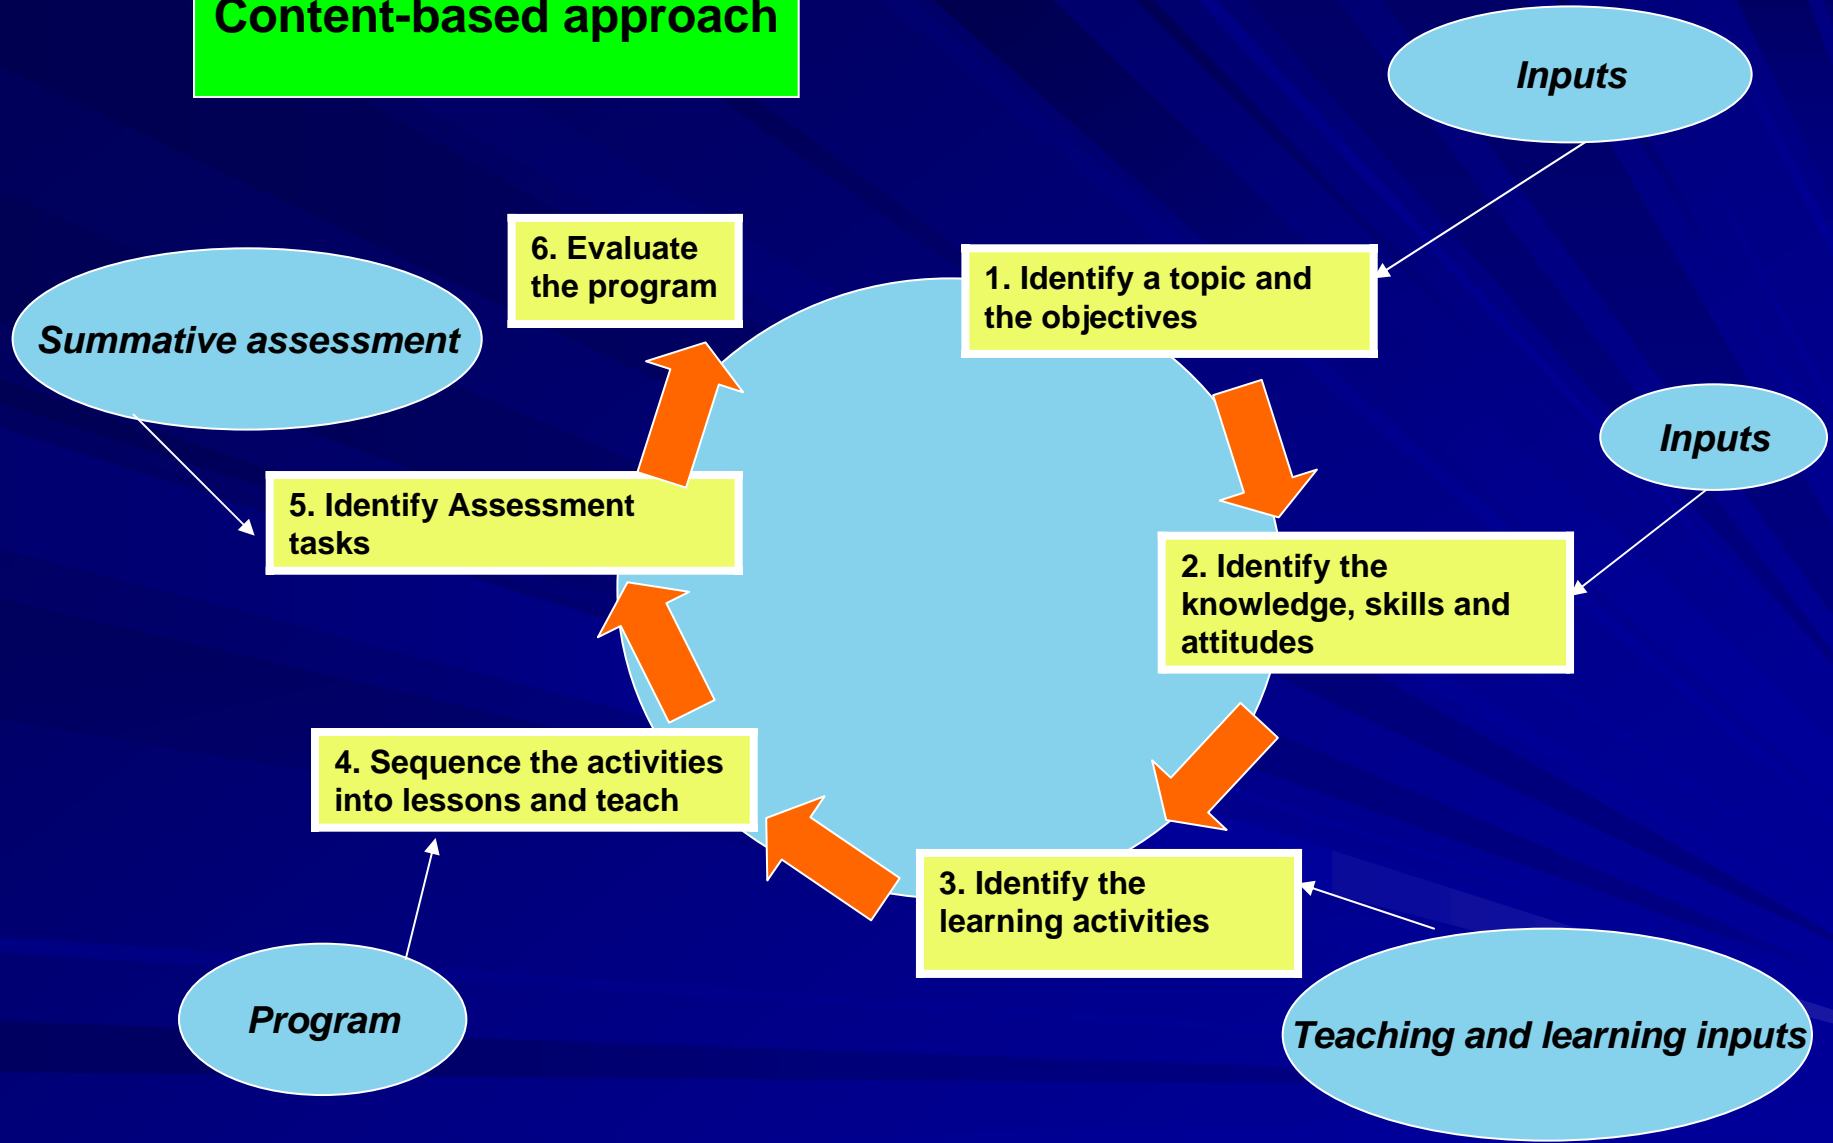 Content-based approach
Inputs
6. Evaluate
the program
1. Identify a topic and
the objectives
Summative assessment
Inputs
5. Identify Assessment
tasks
2. Identify the
knowledge, skills and
attitudes
4. Sequence the activities
into lessons and teach
3. Identify the
learning activities
Program
Teaching and learning inputs